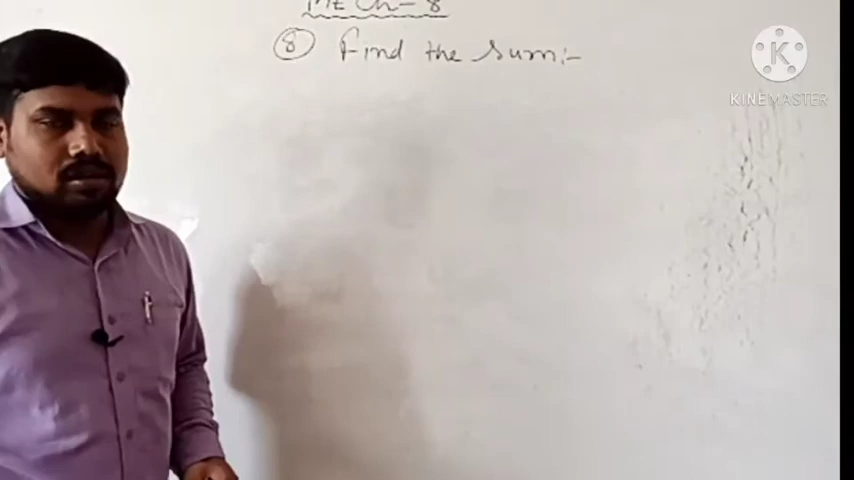 Ch-8
⑧ Find the sum:-
K
KINEMASTER